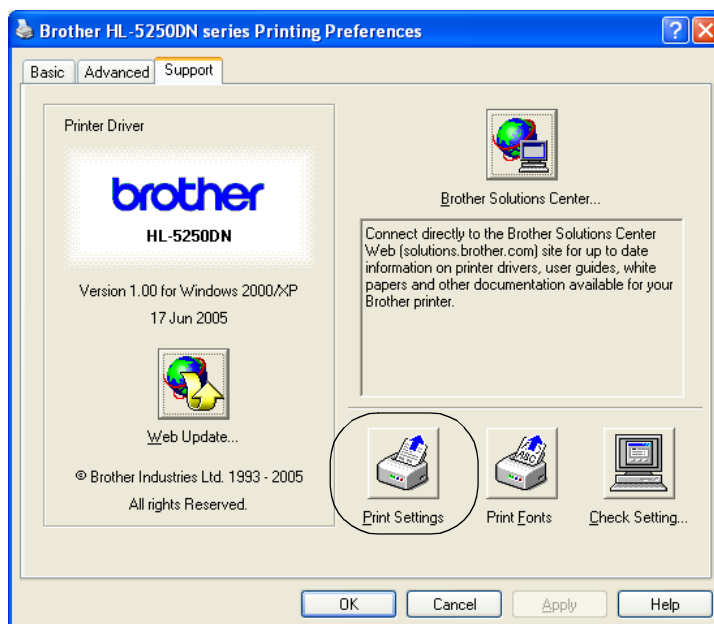 Brother HL-5250DN series Printing Preferences
Basic
Advanced
Support
Printer Driver
brother
HL-5250DN
Version 1.00 for Windows 2000/XP
17 Jun 2005
Web Update...
© Brother Industries Ltd. 1993 - 2005
All rights Reserved.
Brother Solutions Center...
Connect directly to the Brother Solutions Center
Web (solutions.brother.com) site for up to date
information on printer drivers, user guides, white
papers and other documentation available for your
Brother printer.
Print Settings
ABC
Print Fonts
Check Setting...
OK
Cancel
Apply
Help